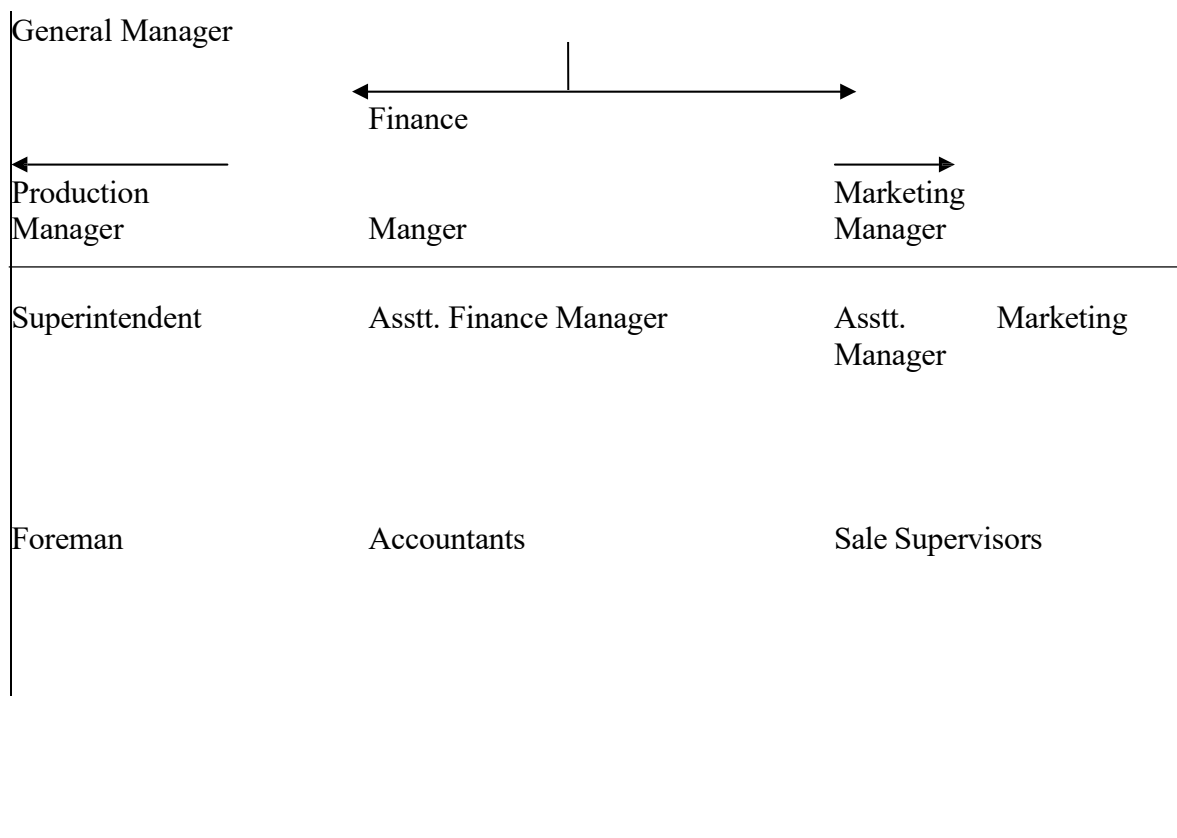 General Manager
Finance
Production Marketing
Manager Manger Manager
Superintendent Asstt. Finance Manager Asstt. Marketing
Manager
Foreman Accountants Sale Supervisors